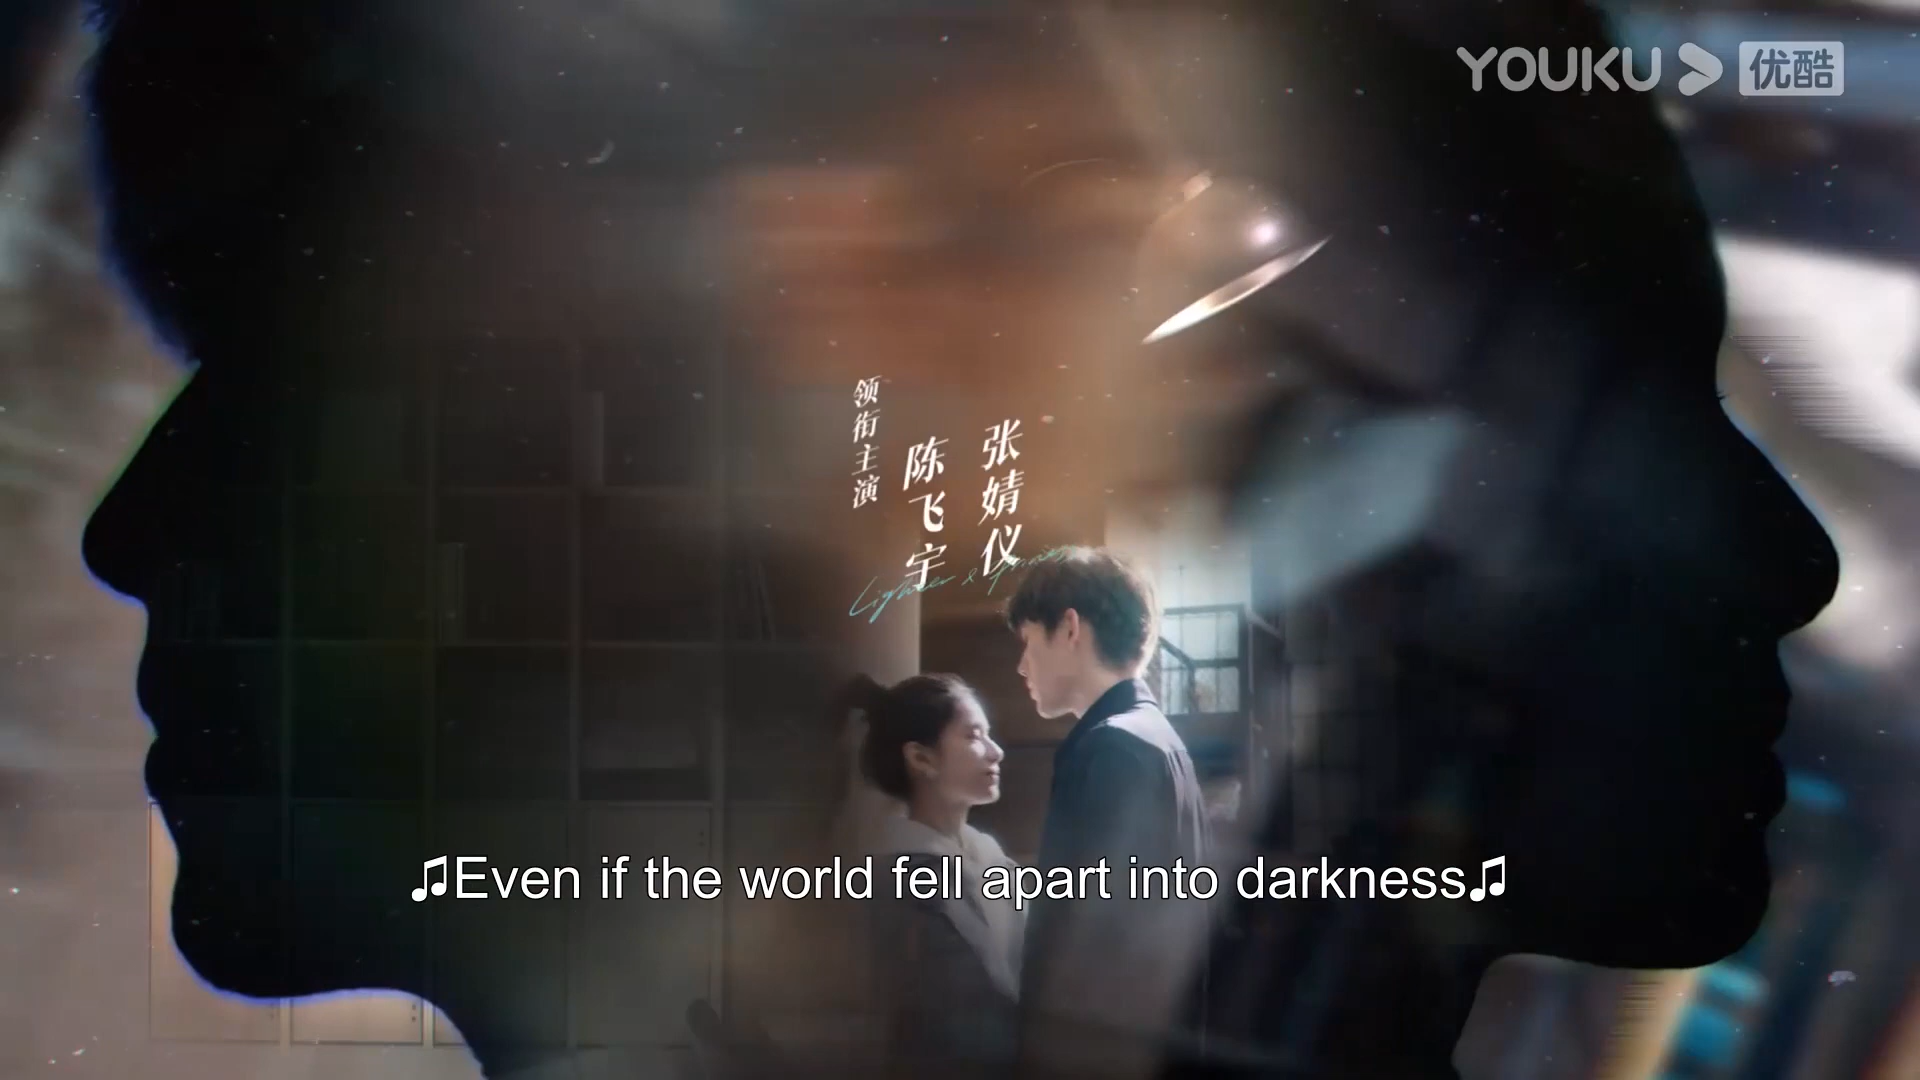 YOUKU 优酷
领衔主演
陈飞宇
张婧仪
Lighter &
♫Even if the world fell apart into darkness♫